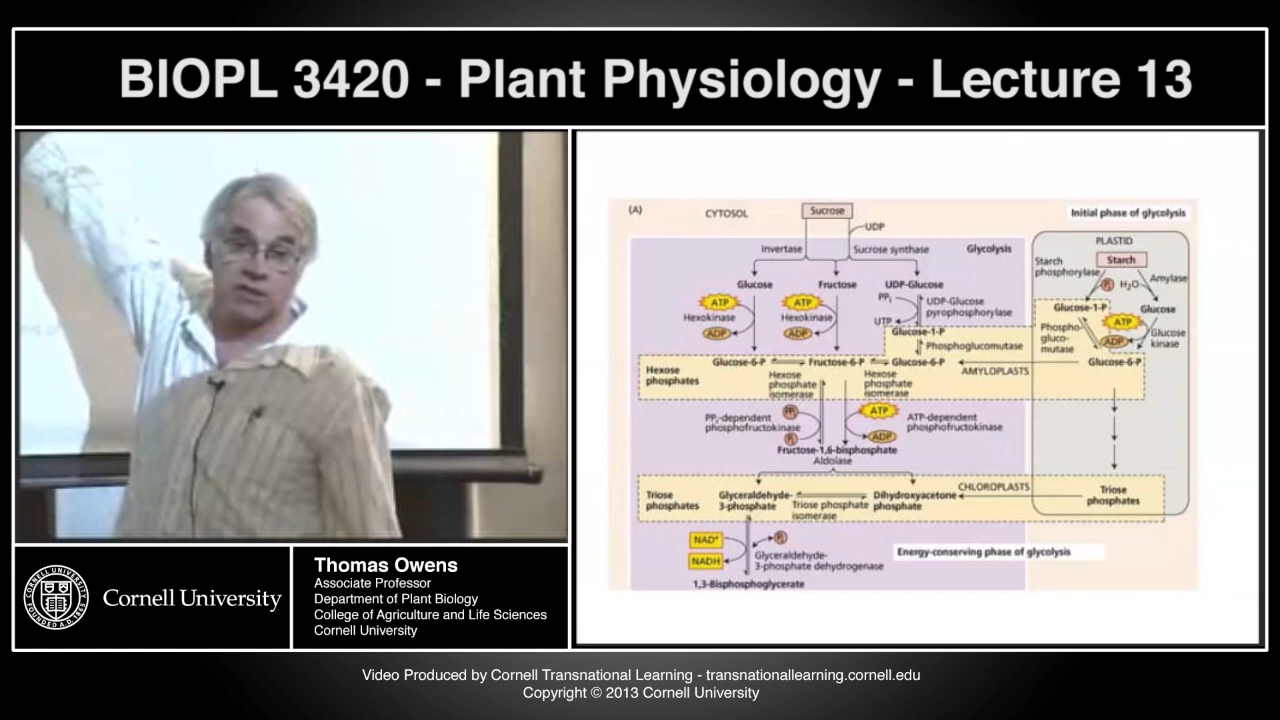 BIOPL 3420 - Plant Physiology - Lecture 13
(A)
CYTOSOL
Sucrose
Initial phase of glycolysis
UDP
Invertase
Sucrose synthase
Glycolysis
PLASTID
Starch
phosphorylase
Starch
Pi
H₂O
Amylase
Glucose
Fructose
UDP-Glucose
ATP
Hexokinase
ADP
ATP
Hexokinase
ADP
PPi
UTP
UDP-Glucose
pyrophosphorylase
Glucose-1-P
Phosphoglucomutase
Glucose-1-P
Glucose
Phospho-
gluco-
mutase
ATP
ADP
Glucose
kinase
Hexose
phosphates
Glucose-6-P
Fructose-6-P
Glucose-6-P
Glucose-6-P
Hexose
phosphate
isomerase
Hexose
phosphate
isomerase
AMYLOPLASTS
PPi-dependent
phosphofructokinase
PPi
Pi
ATP
ADP
ATP-dependent
phosphofructokinase
Fructose-1,6-bisphosphate
Aldolase
Triose
phosphates
Glyceraldehyde-
3-phosphate
Triose phosphate
isomerase
Dihydroxyacetone
phosphate
CHLOROPLASTS
Triose
phosphates
NAD⁺
NADH
Pi
Glyceraldehyde-
3-phosphate dehydrogenase
Energy-conserving phase of glycolysis
1,3-Bisphosphoglycerate
Cornell University
Thomas Owens
Associate Professor
Department of Plant Biology
College of Agriculture and Life Sciences
Cornell University
Video Produced by Cornell Transnational Learning - transnationallearning.cornell.edu
Copyright © 2013 Cornell University